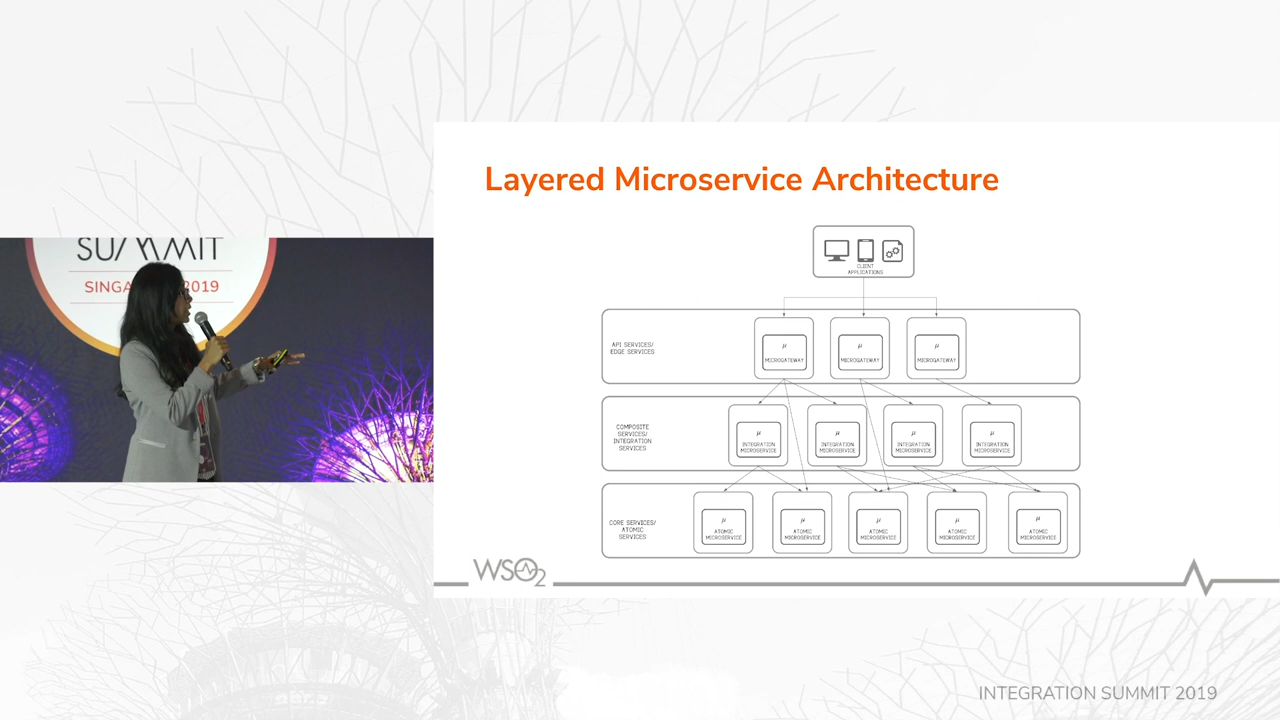 SUMMIT
SINGA 2019
Layered Microservice Architecture
CLIENT
APPLICATIONS
API SERVICES/
EDGE SERVICES
μ
MICROGATEWAY
μ
MICROGATEWAY
μ
MICROGATEWAY
COMPOSITE
SERVICES/
INTEGRATION
SERVICES
μ
INTEGRATION
MICROSERVICE
μ
INTEGRATION
MICROSERVICE
μ
INTEGRATION
MICROSERVICE
μ
INTEGRATION
MICROSERVICE
CORE SERVICES/
ATOMIC
SERVICES
μ
ATOMIC
MICROSERVICE
μ
ATOMIC
MICROSERVICE
μ
ATOMIC
MICROSERVICE
μ
ATOMIC
MICROSERVICE
μ
ATOMIC
MICROSERVICE
WSO2
INTEGRATION SUMMIT 2019